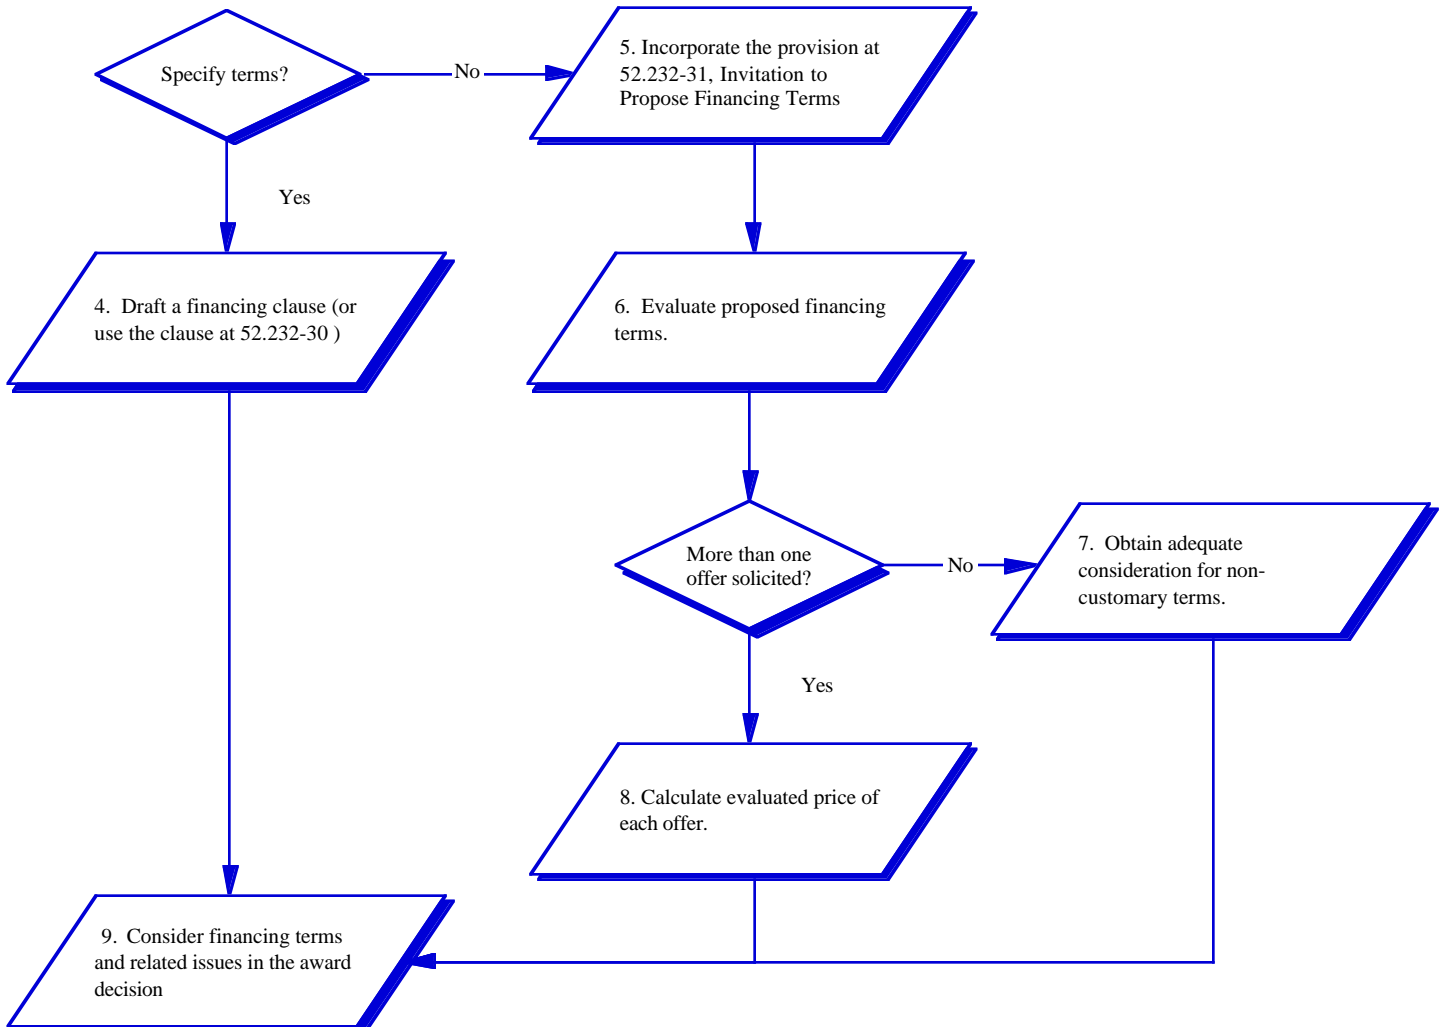 Specify terms?
No
5. Incorporate the provision at
52.232-31, Invitation to
Propose Financing Terms
Yes
4.  Draft a financing clause (or
use the clause at 52.232-30 )
6.  Evaluate proposed financing
terms.
More than one
offer solicited?
No
7.  Obtain adequate
consideration for non-
customary terms.
Yes
8. Calculate evaluated price of
each offer.
9.  Consider financing terms
and related issues in the award
decision